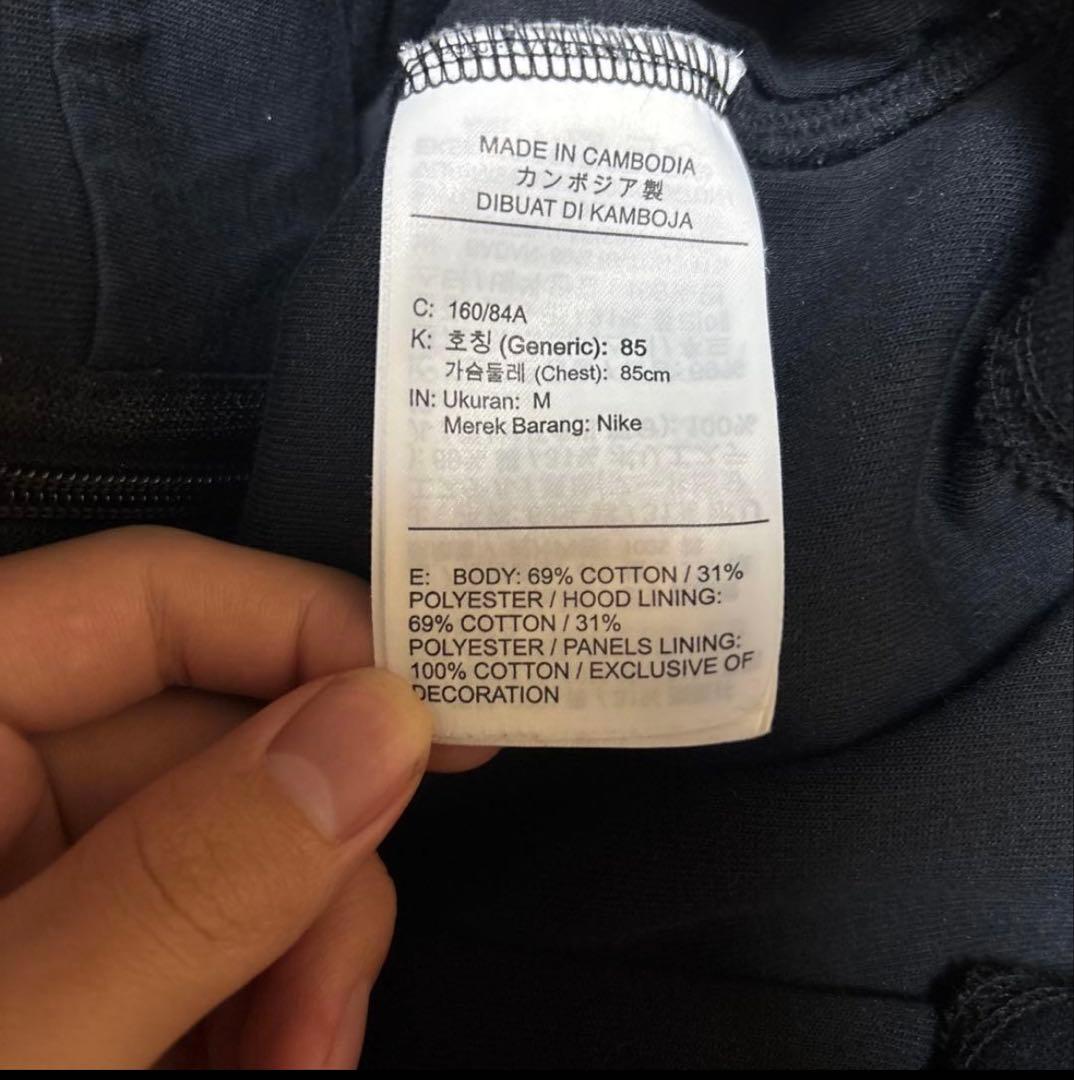 MADE IN CAMBODIA
カンボジア製
DIBUAT DI KAMBOJA
C: 160/84A
K: 호칭 (Generic): 85
가슴둘레 (Chest): 85cm
IN: Ukuran: M
Merek Barang: Nike
E: BODY: 69% COTTON / 31%
POLYESTER / HOOD LINING:
69% COTTON / 31%
POLYESTER / PANELS LINING:
100% COTTON / EXCLUSIVE OF
DECORATION